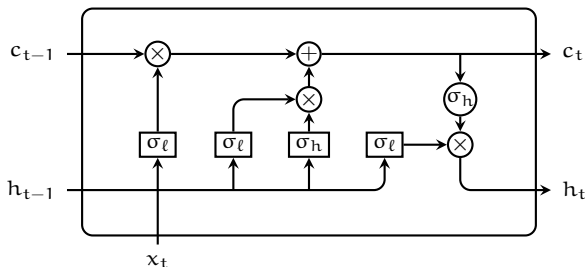 c_{t−1} × + c_t
× σ_h
σ_ℓ σ_ℓ σ_h σ_ℓ ×
h_{t−1} h_t
x_t